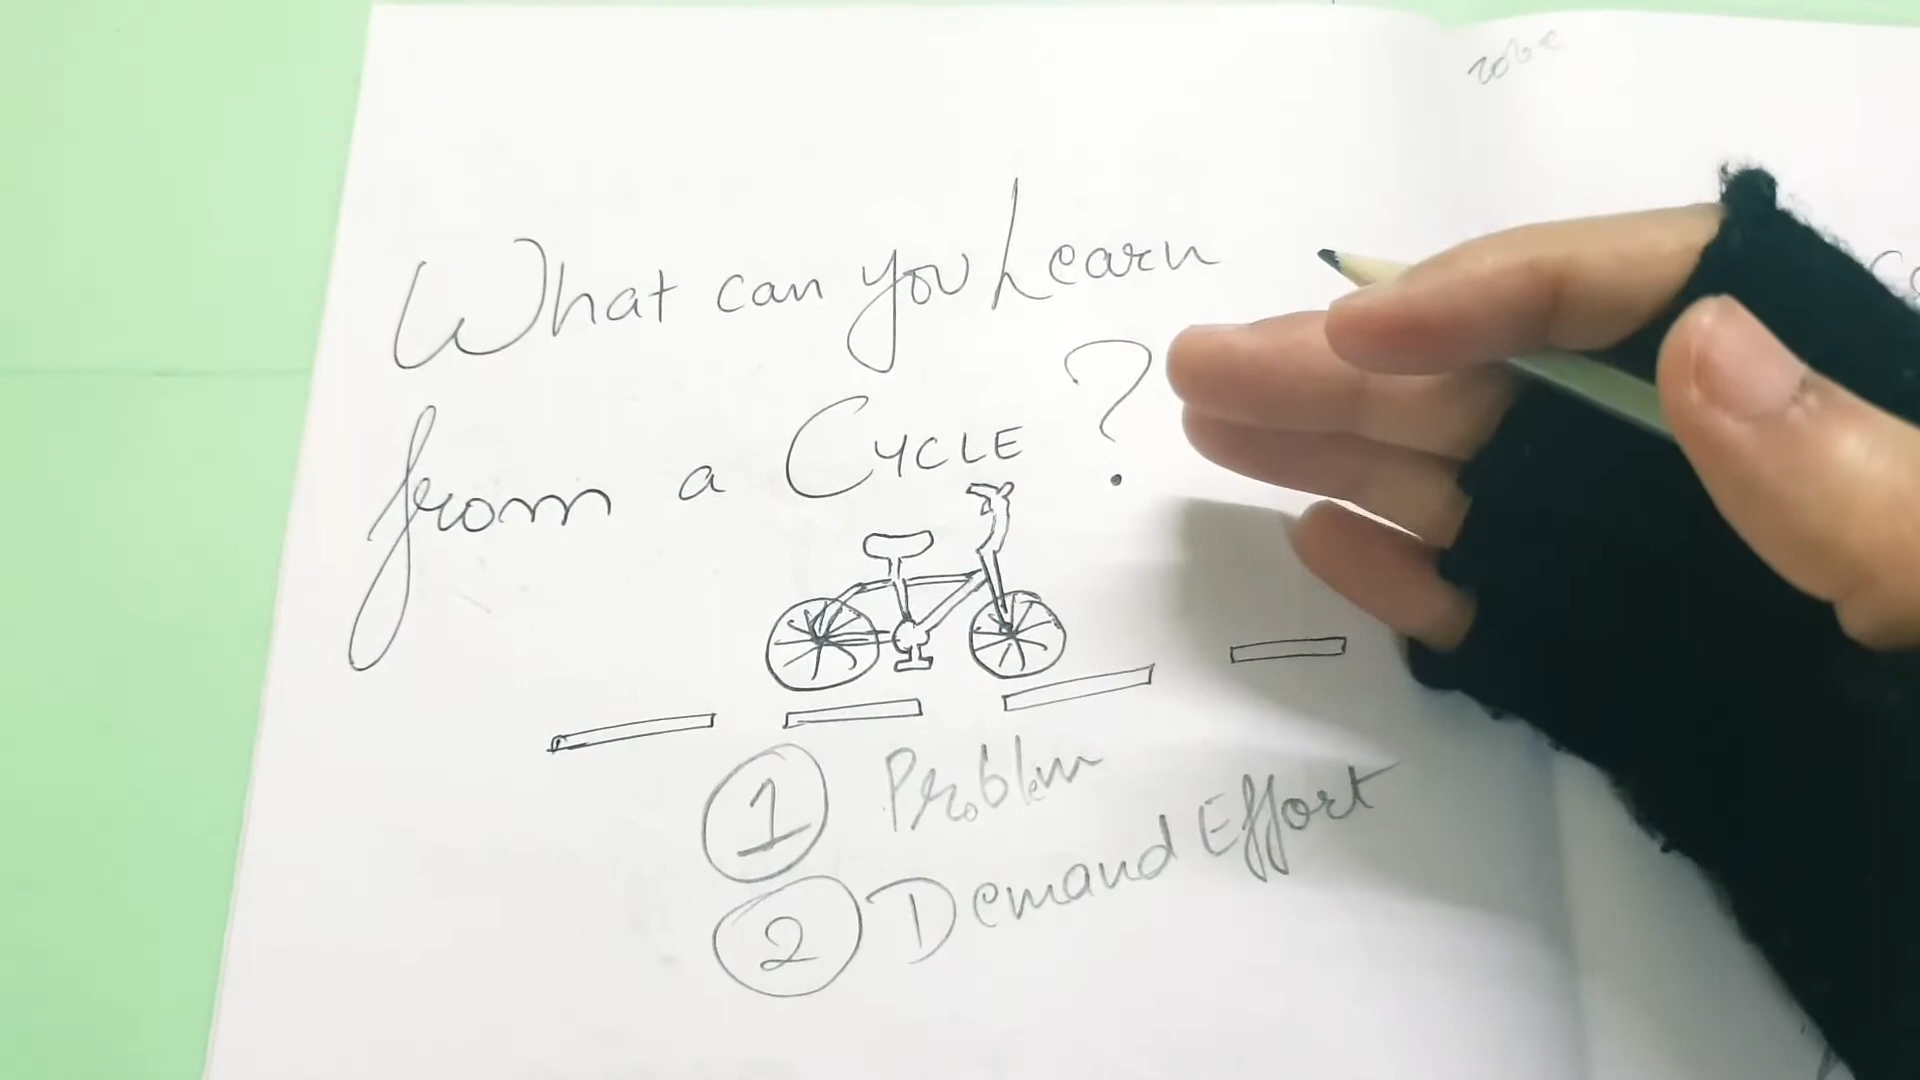 What can you Learn
from a CYCLE ?
1 Problem
2 Demand Effort